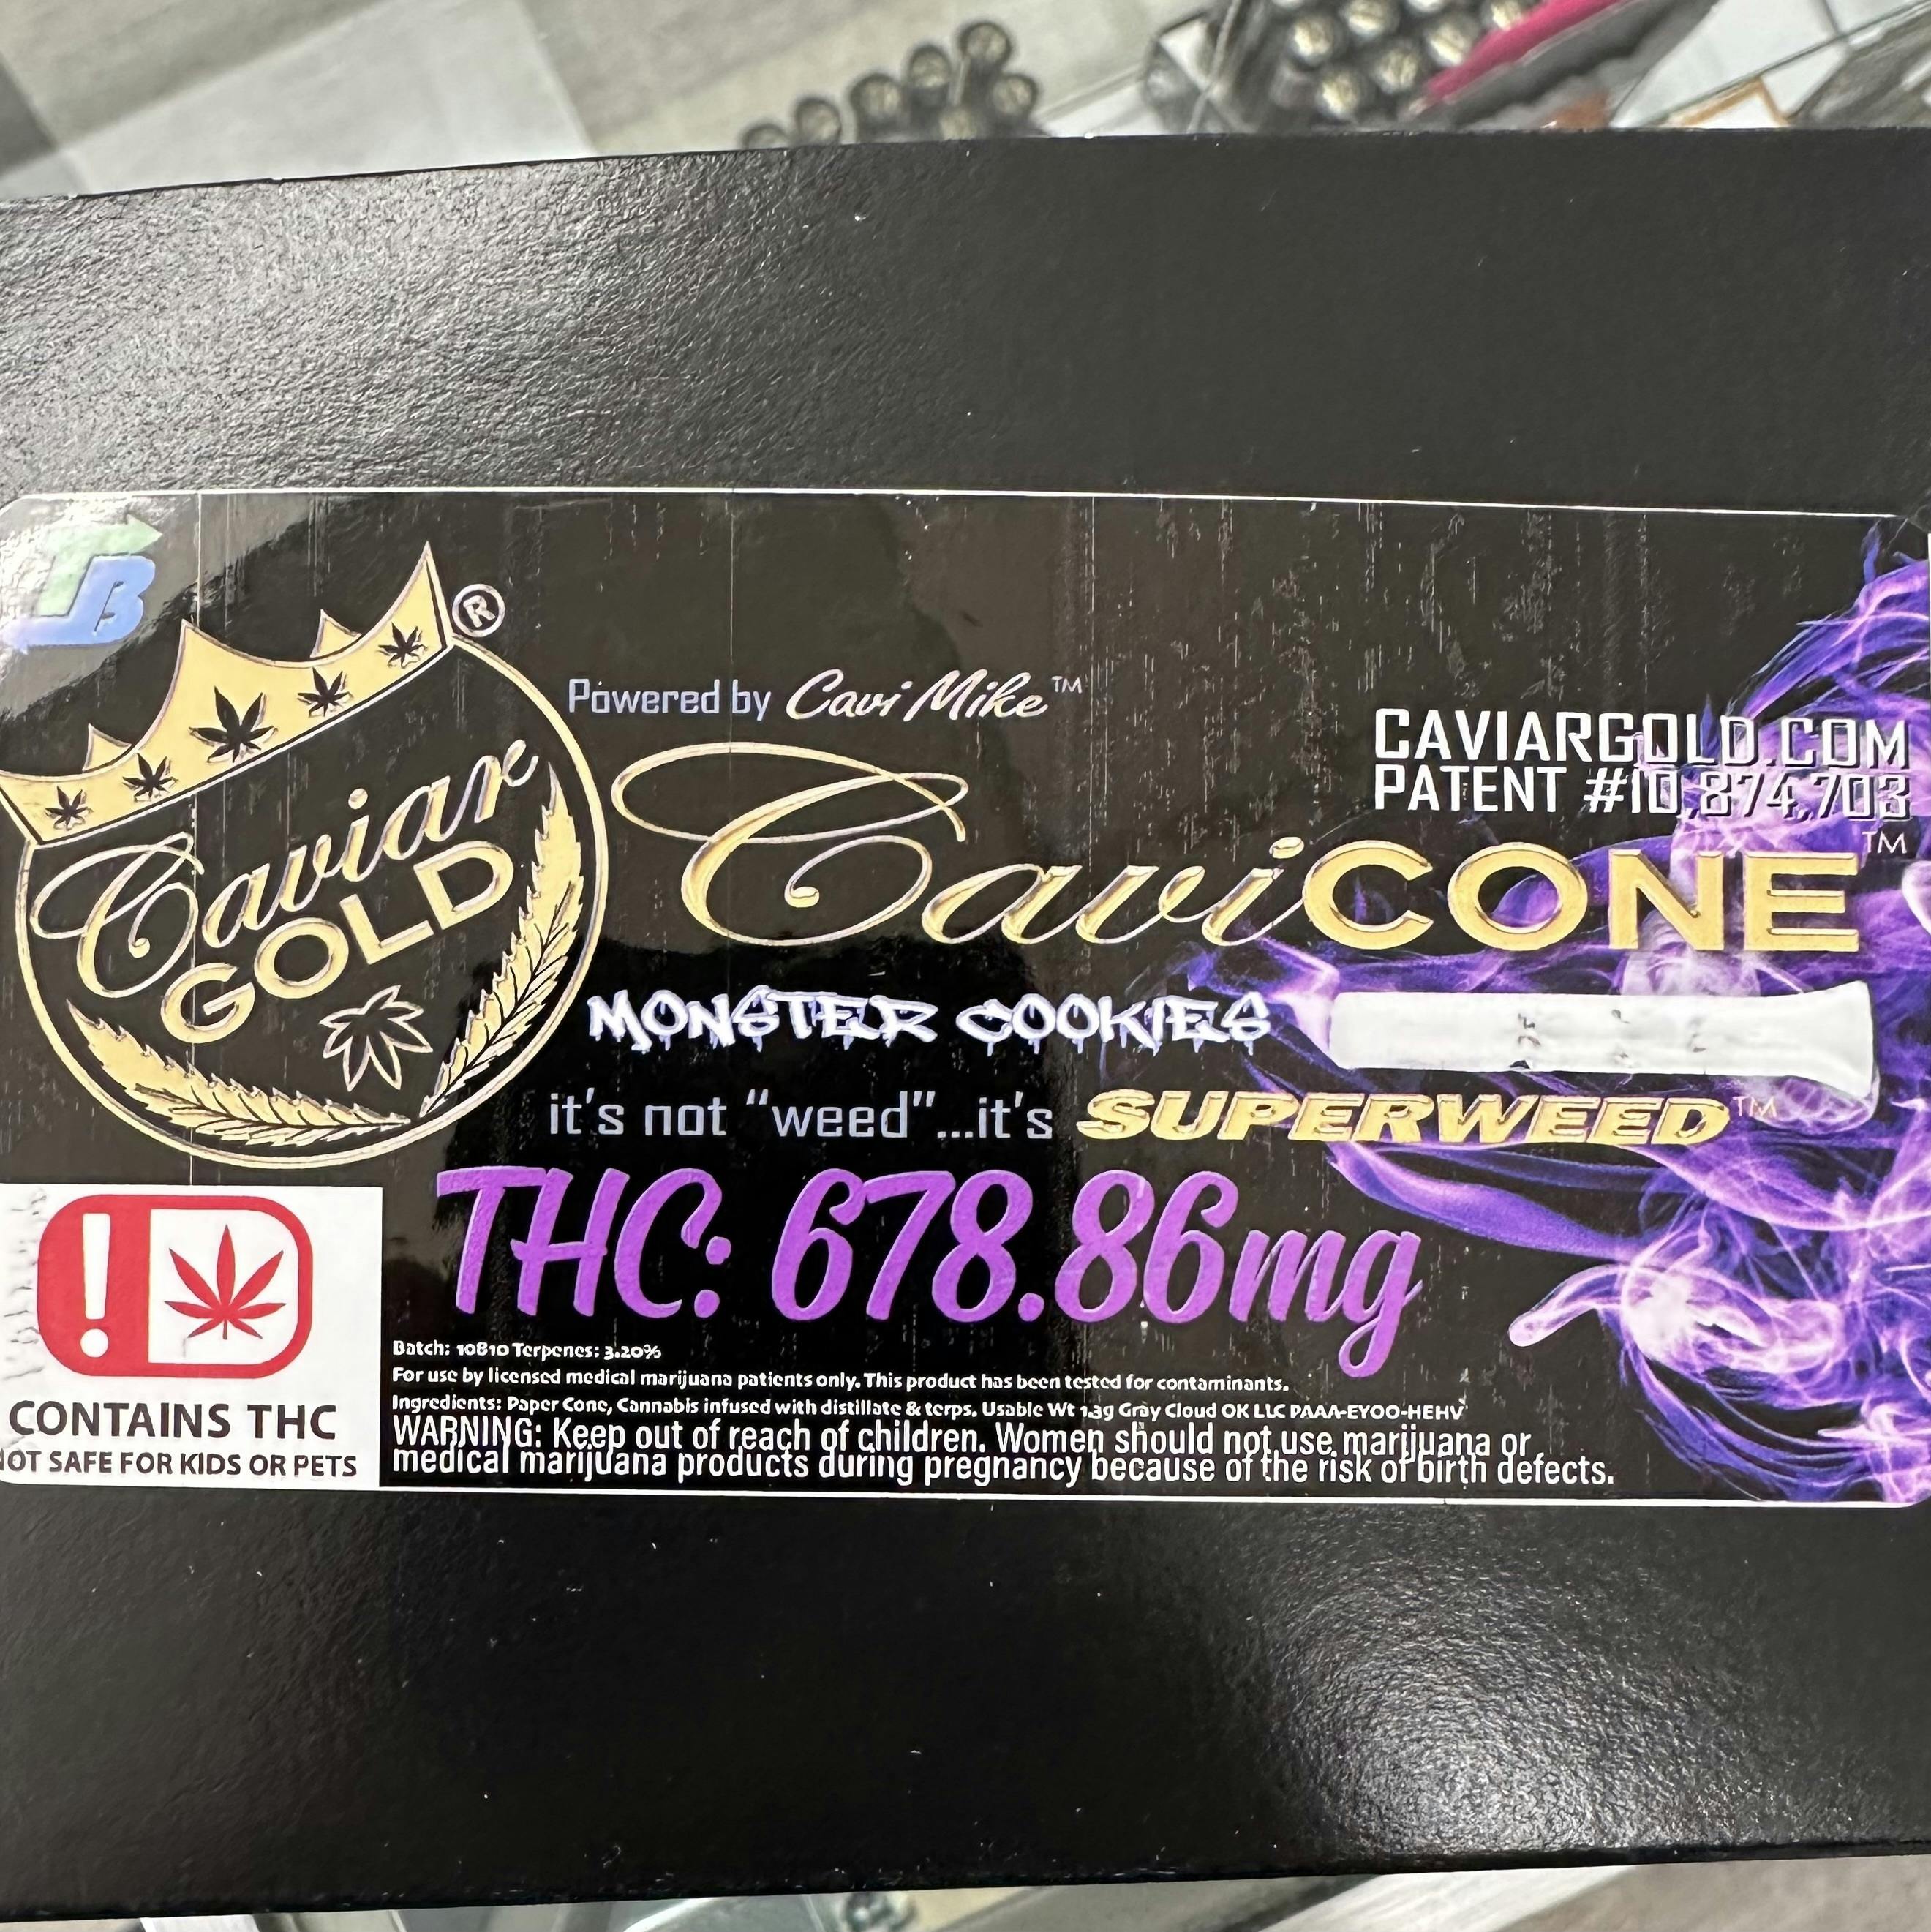 TB
Caviar
GOLD
®
Powered by Cavi Mike™
CAVIARGOLD.COM
PATENT #10,874,703
CaviCONE™
MONSTER COOKIES
it's not "weed"...it's SUPERWEED™
THC: 678.86mg
Batch: 10810 Terpenes: 3.20%
For use by licensed medical marijuana patients only. This product has been tested for contaminants.
Ingredients: Paper Cone, Cannabis infused with distillate & terps. Usable Wt 1.3g Gray Cloud OK LLC PAAA-EYOO-HEHV
WARNING: Keep out of reach of children. Women should not use marijuana or
medical marijuana products during pregnancy because of the risk of birth defects.
!
CONTAINS THC
NOT SAFE FOR KIDS OR PETS